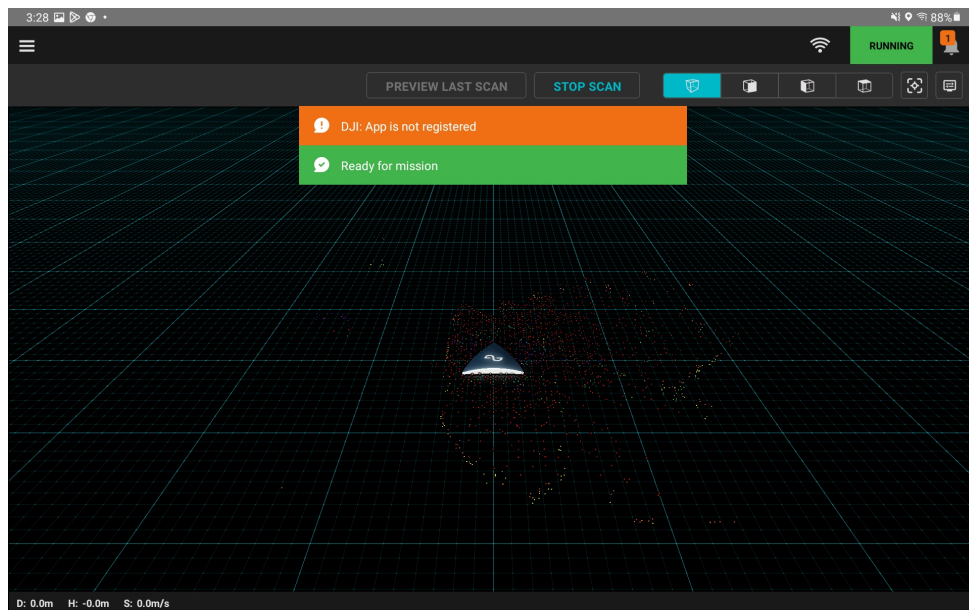 3:28 88%
RUNNING 1
PREVIEW LAST SCAN STOP SCAN
DJI: App is not registered
Ready for mission
D: 0.0m H: -0.0m S: 0.0m/s